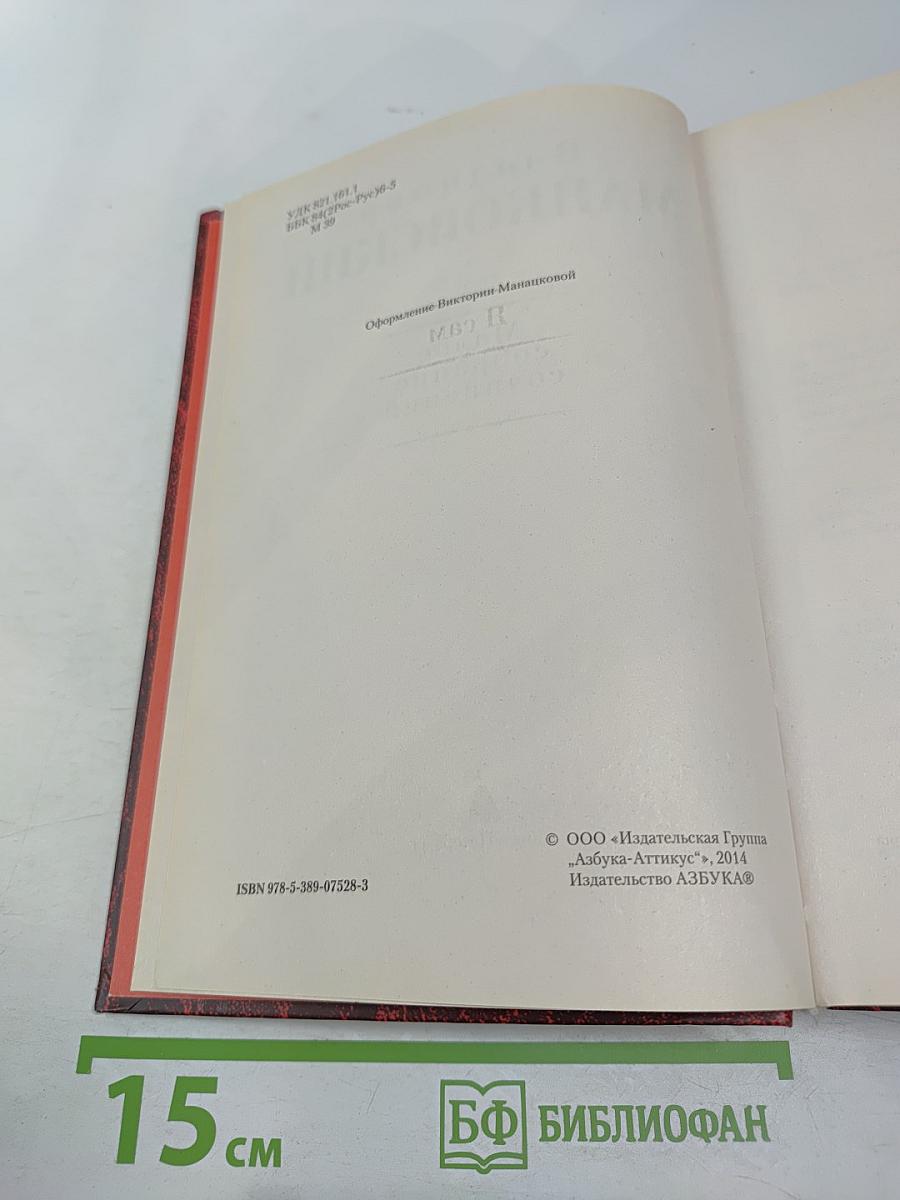 УДК 821.161.1
ББК 84(2Рос-Рус)6-5
М 39
Оформление Виктории Манацковой
Я сам
© ООО «Издательская Группа
„Азбука-Аттикус“», 2014
Издательство АЗБУКА®
ISBN 978-5-389-07528-3
15 см
БФ БИБЛИОФАН